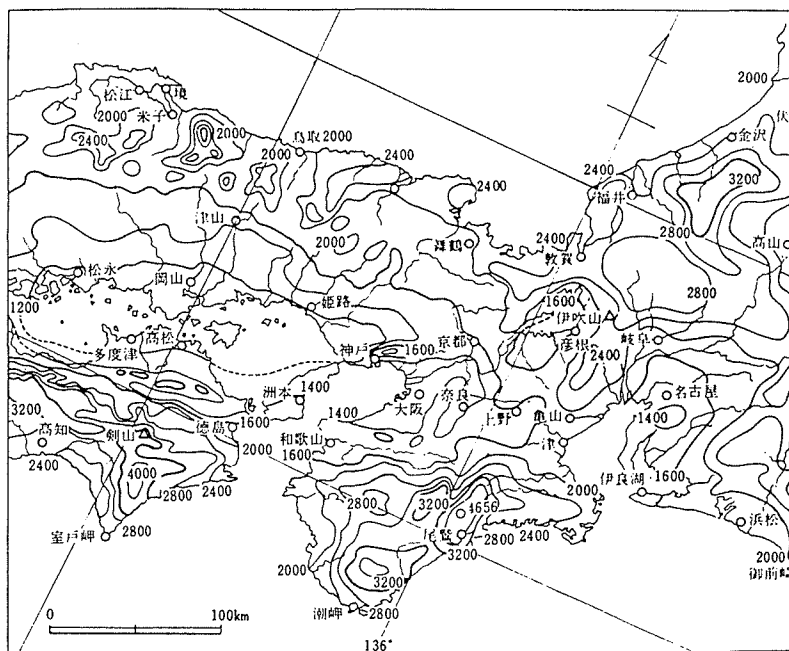 2000
松江
境
2000
米子
2000
2400
鳥取2000
2000
2400
2400
2400
福井
金沢
伏
3200
2800
高山
津山
2000
舞鶴
2400
敦賀
2800
松永
岡山
姫路
1600
伊吹山
1200
高松
多度津
神戸
1600
京都
彦根
2400
岐阜
洲本
1400
大阪
奈良
上野
亀山
名古屋
1400
3200
高知
剣山
徳島
1600
2000
1400
和歌山
1600
津
2400
4000
2800
2400
2800
3200
4656
2000
伊良湖
1600
浜松
室戸岬
2800
尾鷲
2800
2400
3200
2000
3200
2000
御前崎
潮岬
2800
0
100km
136°